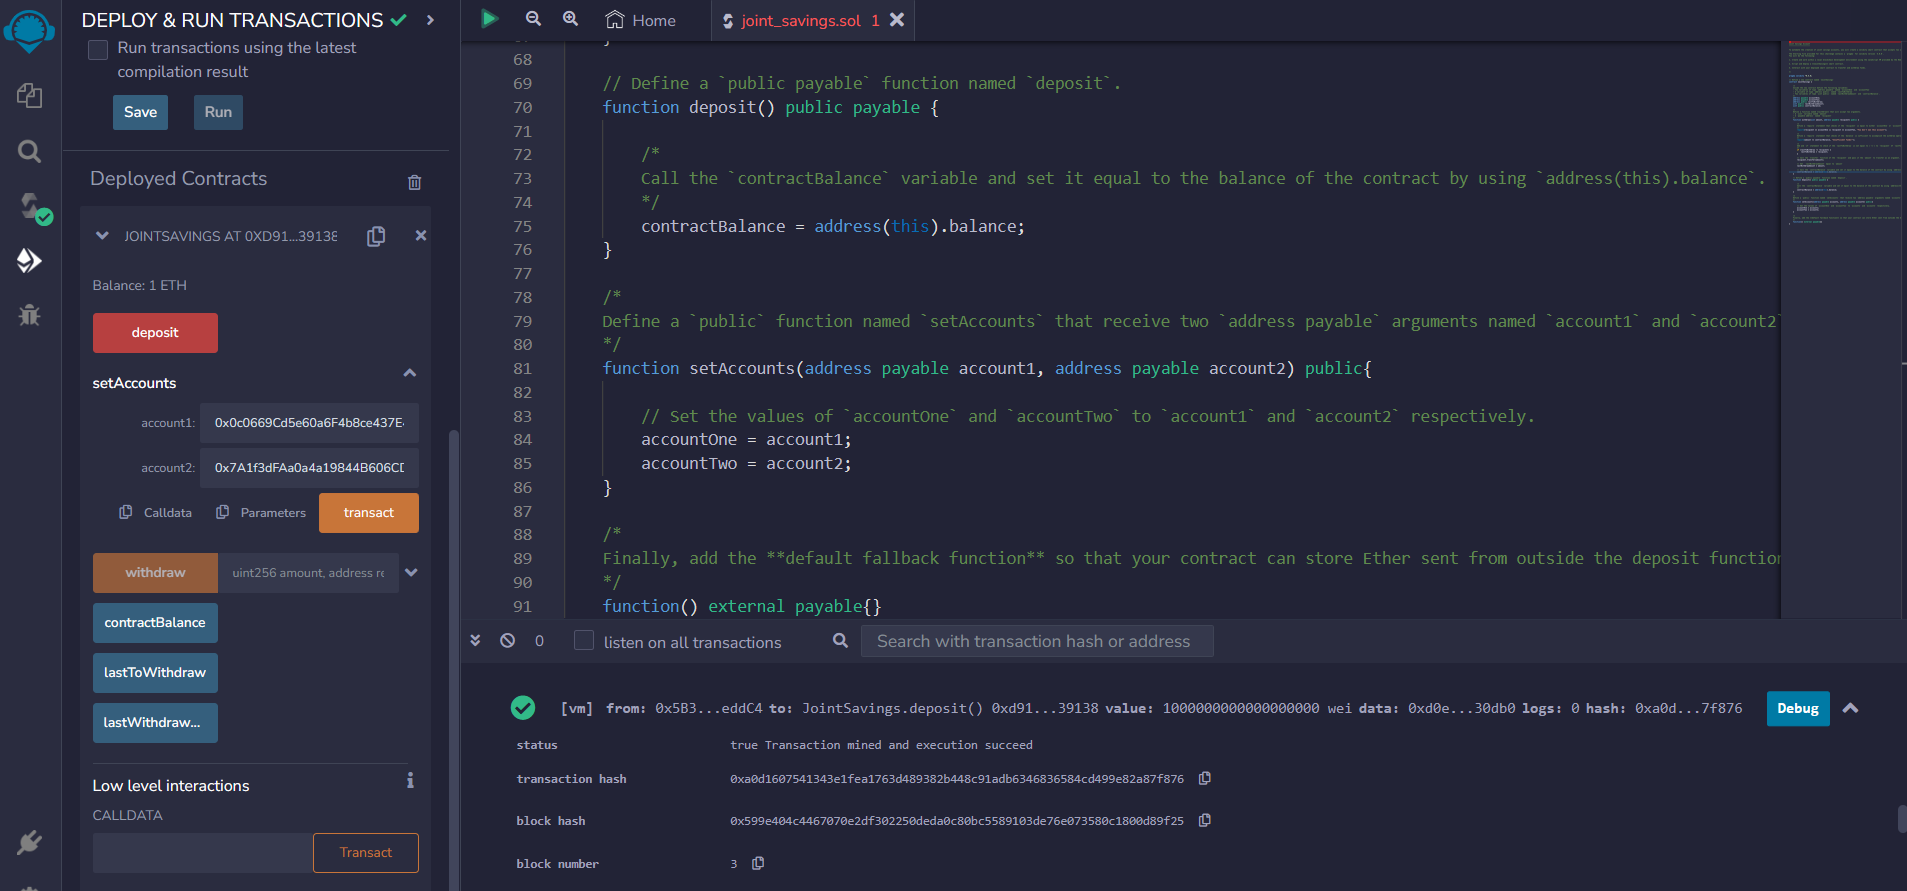 DEPLOY & RUN TRANSACTIONS
Run transactions using the latest
compilation result
Save
Run
Deployed Contracts
JOINTSAVINGS AT 0XD91...39138
Balance: 1 ETH
deposit
setAccounts
account1: 0x0c0669Cd5e60a6F4b8ce437E
account2: 0x7A1f3dFAa0a4a19844B606CD
Calldata
Parameters
transact
withdraw
uint256 amount, address re
contractBalance
lastToWithdraw
lastWithdraw...
Low level interactions
CALLDATA
Transact
Home
joint_savings.sol 1
68
69 // Define a `public payable` function named `deposit`.
70 function deposit() public payable {
71
72 /*
73 Call the `contractBalance` variable and set it equal to the balance of the contract by using `address(this).balance`.
74 */
75 contractBalance = address(this).balance;
76 }
77
78 /*
79 Define a `public` function named `setAccounts` that receive two `address payable` arguments named `account1` and `account2`
80 */
81 function setAccounts(address payable account1, address payable account2) public{
82
83 // Set the values of `accountOne` and `accountTwo` to `account1` and `account2` respectively.
84 accountOne = account1;
85 accountTwo = account2;
86 }
87
88 /*
89 Finally, add the **default fallback function** so that your contract can store Ether sent from outside the deposit function
90 */
91 function() external payable{}
0
listen on all transactions
Search with transaction hash or address
[vm] from: 0x5B3...eddC4 to: JointSavings.deposit() 0xd91...39138 value: 1000000000000000000 wei data: 0xd0e...30db0 logs: 0 hash: 0xa0d...7f876
Debug
status true Transaction mined and execution succeed
transaction hash 0xa0d1607541343e1fea1763d489382b448c91adb6346836584cd499e82a87f876
block hash 0x599e404c4467070e2df302250deda0c80bc5589103de76e073580c1800d89f25
block number 3